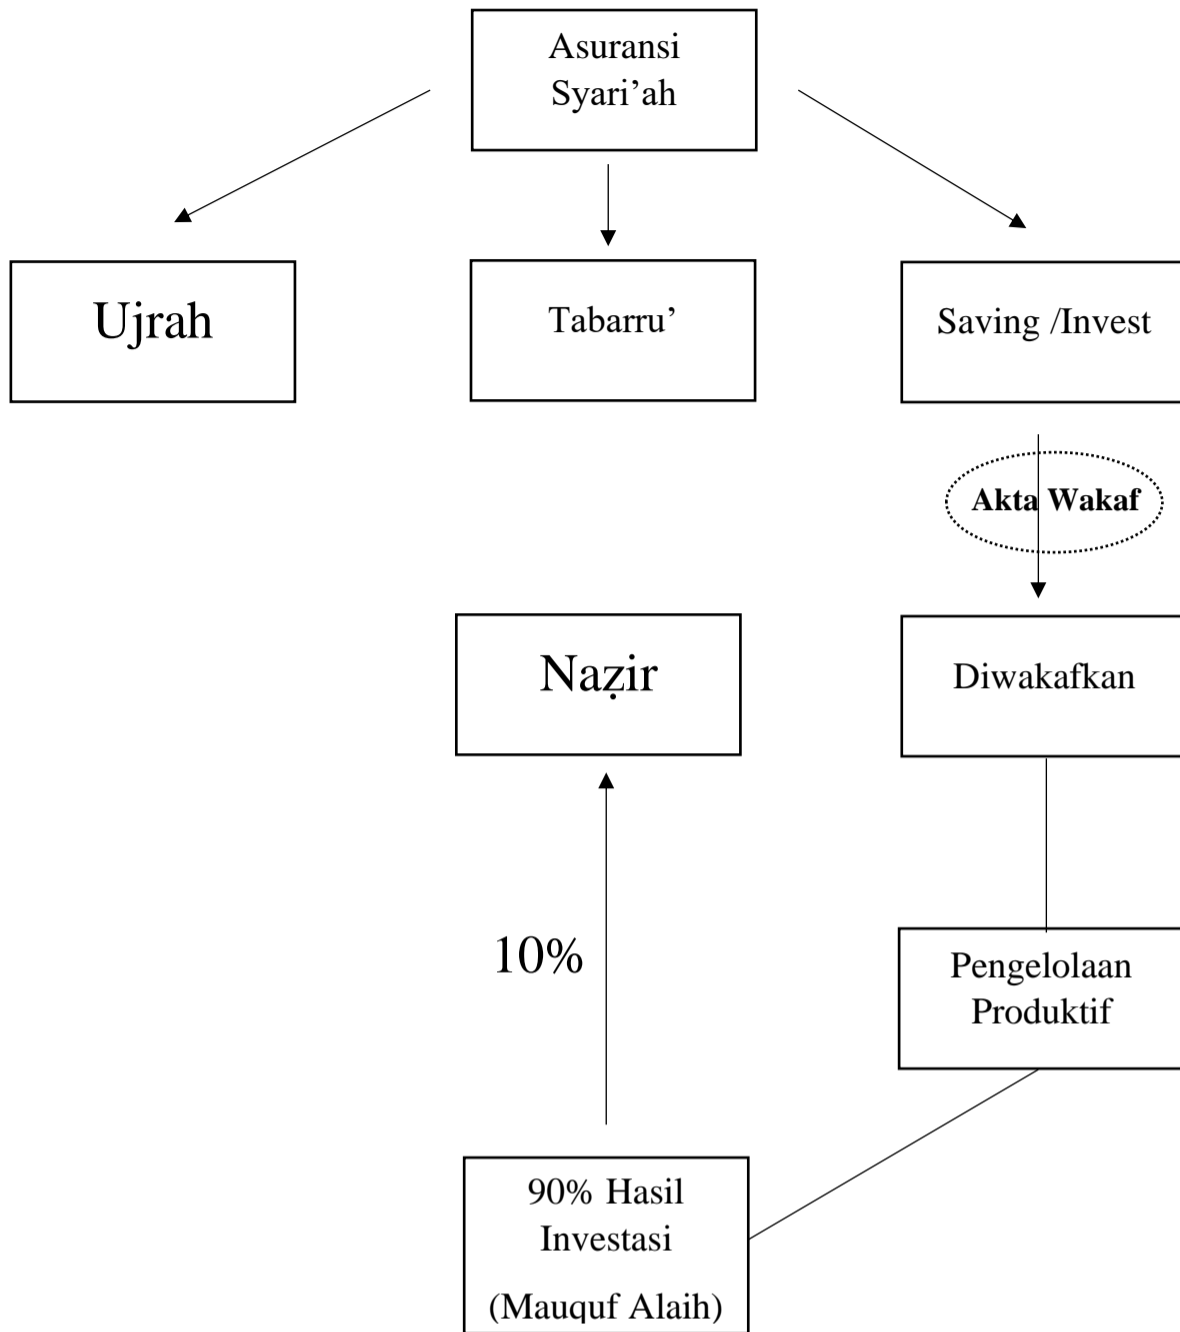 Asuransi
Syari’ah
Ujrah
Tabarru’
Saving /Invest
Akta Wakaf
Naẓir
Diwakafkan
10%
Pengelolaan
Produktif
90% Hasil
Investasi
(Mauquf Alaih)